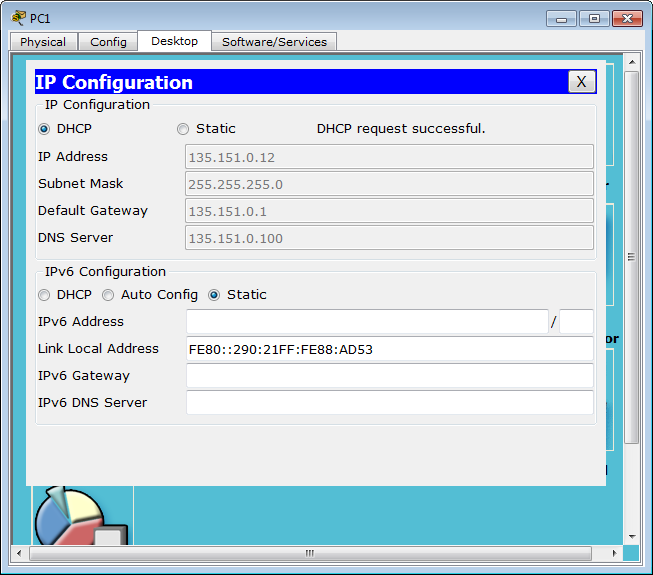 PC1
Physical Config Desktop Software/Services
IP Configuration X
IP Configuration
DHCP Static DHCP request successful.
IP Address 135.151.0.12
Subnet Mask 255.255.255.0
Default Gateway 135.151.0.1
DNS Server 135.151.0.100
IPv6 Configuration
DHCP Auto Config Static
IPv6 Address /
Link Local Address FE80::290:21FF:FE88:AD53
IPv6 Gateway
IPv6 DNS Server